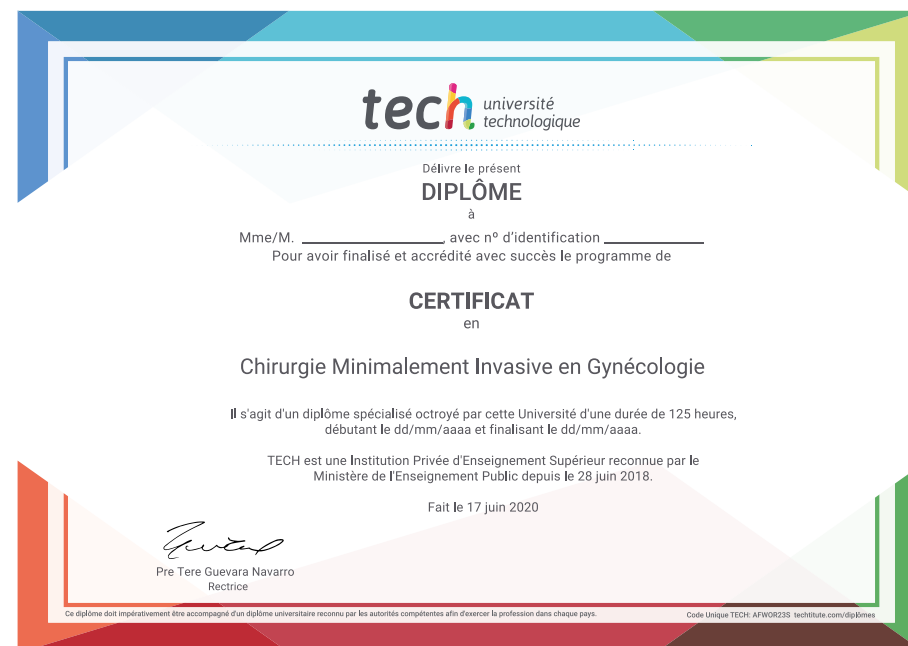 tech université
technologique
Délivre le présent
DIPLÔME
à
Mme/M. ____________________, avec nº d'identification ______________
Pour avoir finalisé et accrédité avec succès le programme de
CERTIFICAT
en
Chirurgie Minimalement Invasive en Gynécologie
Il s'agit d'un diplôme spécialisé octroyé par cette Université d'une durée de 125 heures,
débutant le dd/mm/aaaa et finalisant le dd/mm/aaaa.
TECH est une Institution Privée d'Enseignement Supérieur reconnue par le
Ministère de l'Enseignement Public depuis le 28 juin 2018.
Fait le 17 juin 2020
Pre Tere Guevara Navarro
Rectrice
Ce diplôme doit impérativement être accompagné d'un diplôme universitaire reconnu par les autorités compétentes afin d'exercer la profession dans chaque pays.
Code Unique TECH: AFWOR23S techtitute.com/diplômes